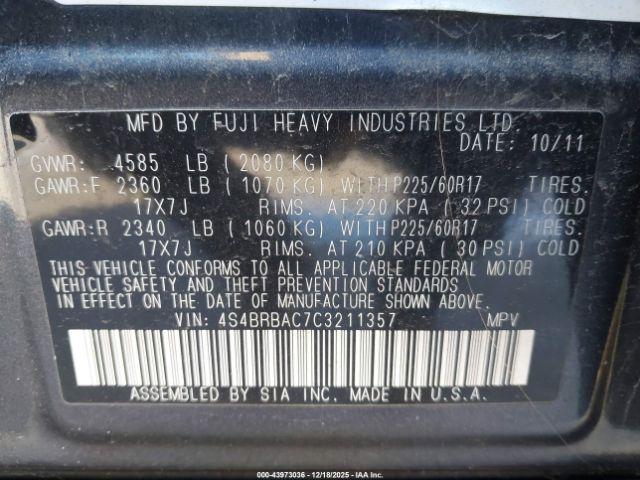 MFD BY FUJI HEAVY INDUSTRIES LTD.
DATE: 10/11
GVWR: 4585 LB (2080 KG)
GAWR:F 2360 LB (1070 KG) WITH P225/60R17 TIRES.
17X7J RIMS. AT 220 KPA (32 PSI) COLD
GAWR:R 2340 LB (1060 KG) WITH P225/60R17 TIRES.
17X7J RIMS. AT 210 KPA (30 PSI) COLD
THIS VEHICLE CONFORMS TO ALL APPLICABLE FEDERAL MOTOR
VEHICLE SAFETY AND THEFT PREVENTION STANDARDS
IN EFFECT ON THE DATE OF MANUFACTURE SHOWN ABOVE.
VIN: 4S4BRBAC7C3211357 MPV
ASSEMBLED BY SIA INC. MADE IN U.S.A.
000-43973036 - 12/18/2025 - IAA Inc.